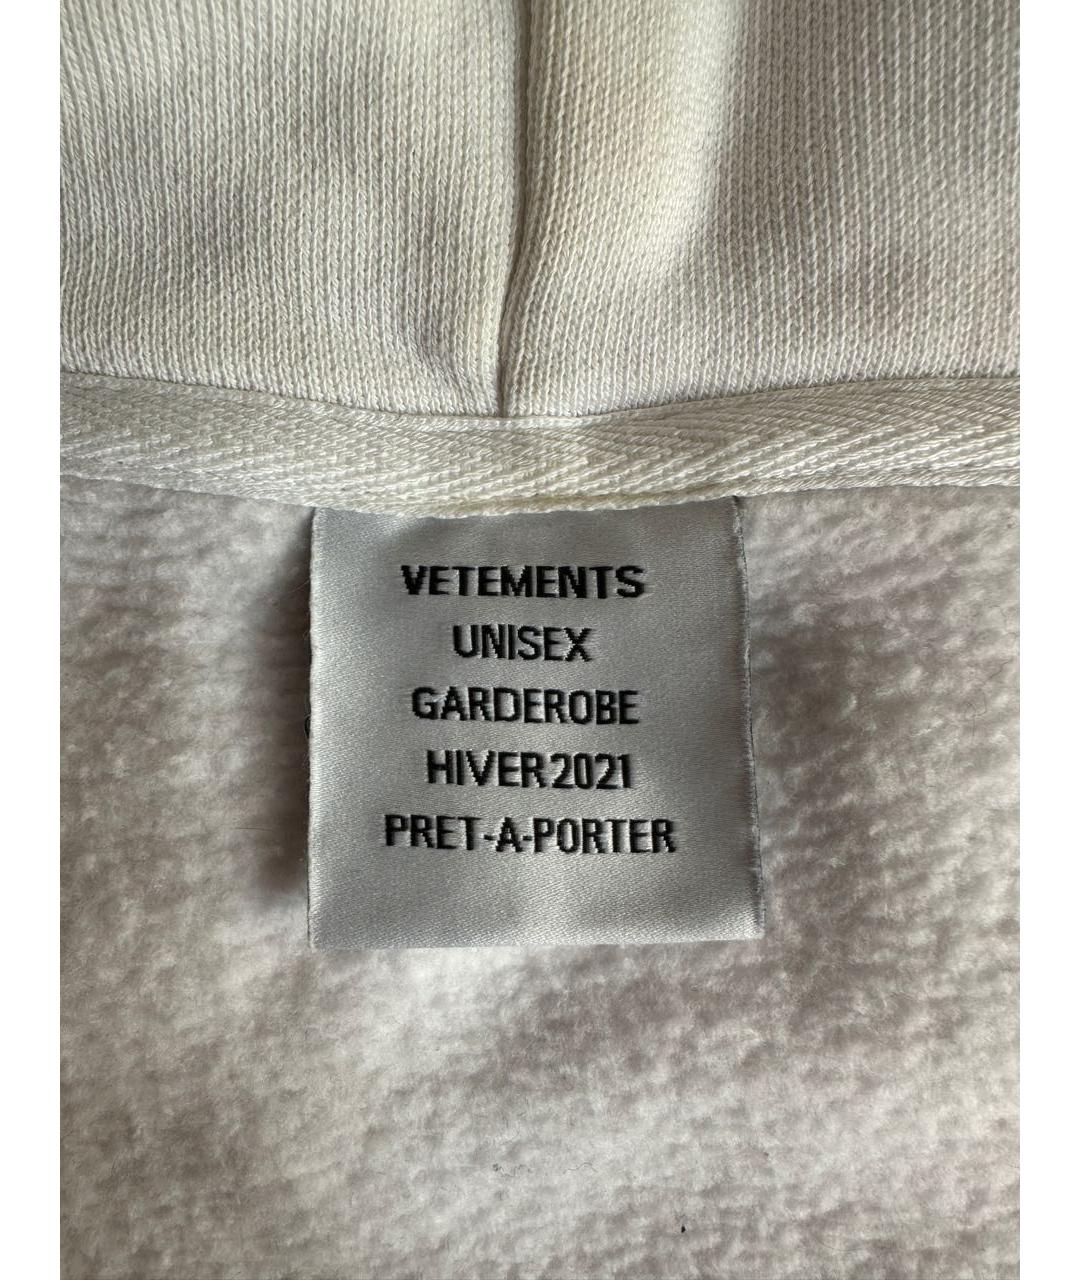 VETEMENTS
UNISEX
GARDEROBE
HIVER 2021
PRET-A-PORTER